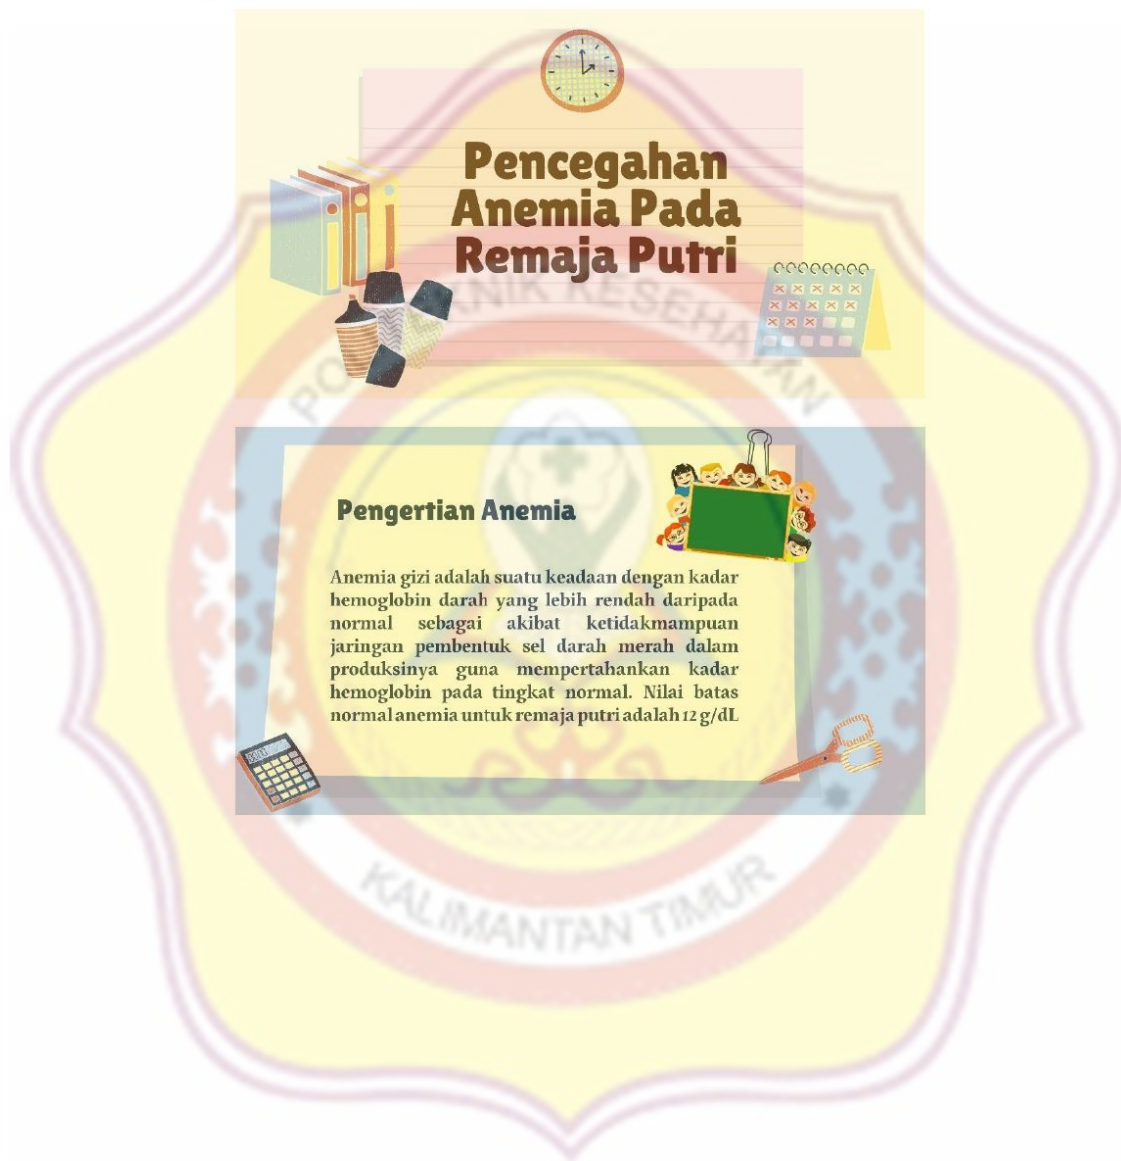 Pencegahan
Anemia Pada
Remaja Putri
KESEHATAN
Pengertian Anemia
Anemia gizi adalah suatu keadaan dengan kadar
hemoglobin darah yang lebih rendah daripada
normal sebagai akibat ketidakmampuan
jaringan pembentuk sel darah merah dalam
produksinya guna mempertahankan kadar
hemoglobin pada tingkat normal. Nilai batas
normal anemia untuk remaja putri adalah 12 g/dL
KALIMANTAN TIMUR